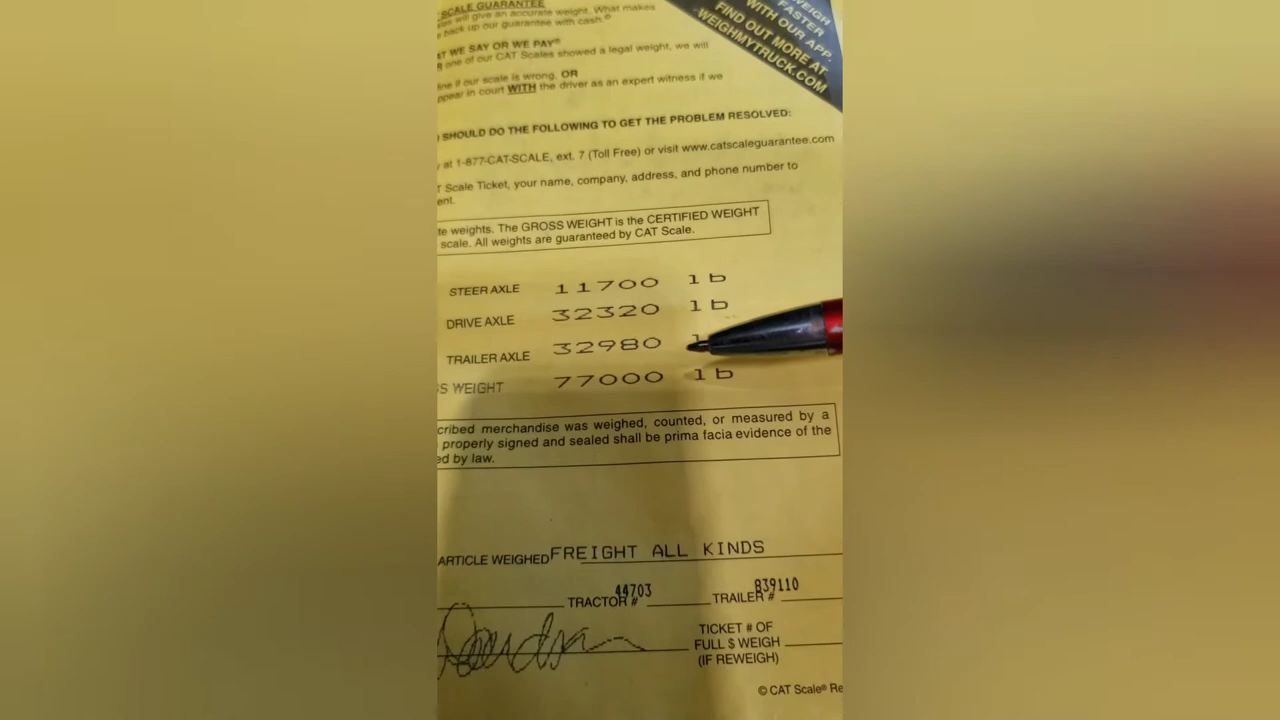 SCALE GUARANTEE
will give an accurate weight. What makes
back up our guarantee with cash.
WE SAY OR WE PAY®
one of our CAT Scales showed a legal weight, we will
if our scale is wrong, OR
in court WITH the driver as an expert witness if we
WEIGH
FASTER
WITH OUR APP.
FIND OUT MORE AT
WEIGHMYTRUCK.COM
SHOULD DO THE FOLLOWING TO GET THE PROBLEM RESOLVED:
at 1-877-CAT-SCALE, ext. 7 (Toll Free) or visit www.catscaleguarantee.com
Scale Ticket, your name, company, address, and phone number to
weights. The GROSS WEIGHT is the CERTIFIED WEIGHT
scale. All weights are guaranteed by CAT Scale.
STEER AXLE 11700 lb
DRIVE AXLE 32320 lb
TRAILER AXLE 32980
WEIGHT 77000 lb
merchandise was weighed, counted, or measured by a
properly signed and sealed shall be prima facia evidence of the
by law.
ARTICLE WEIGHED FREIGHT ALL KINDS
44703 839110
TRACTOR # TRAILER #
TICKET # OF
FULL $ WEIGH
(IF REWEIGH)
© CAT Scale®